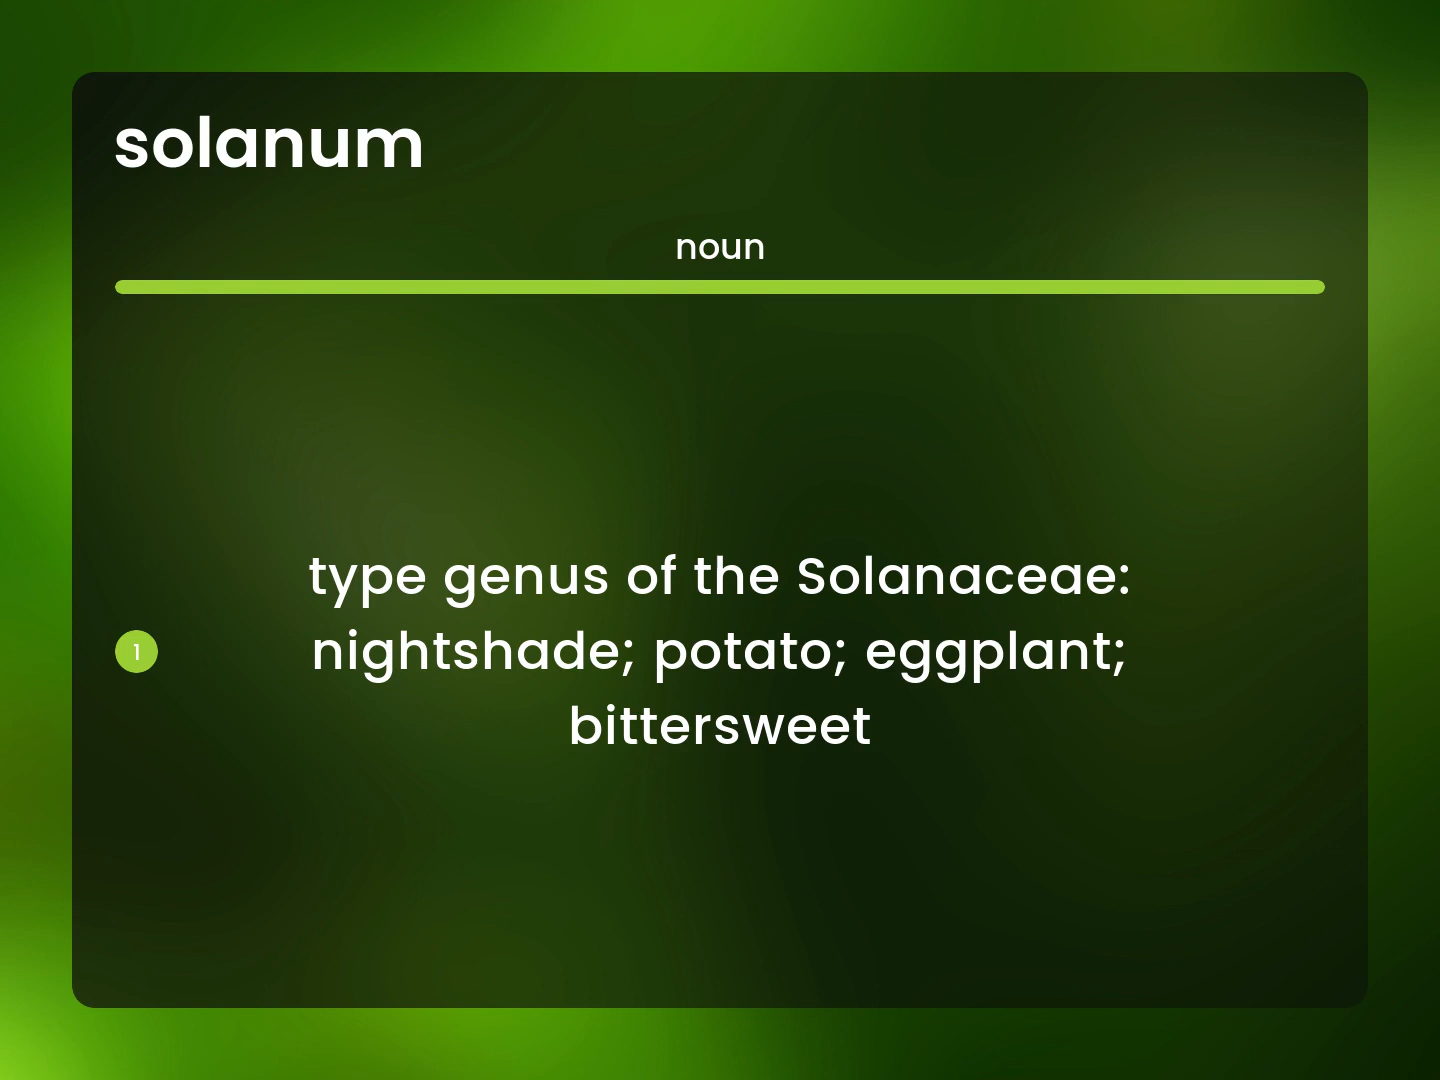 solanum
noun
type genus of the Solanaceae:
1
nightshade; potato; eggplant;
bittersweet